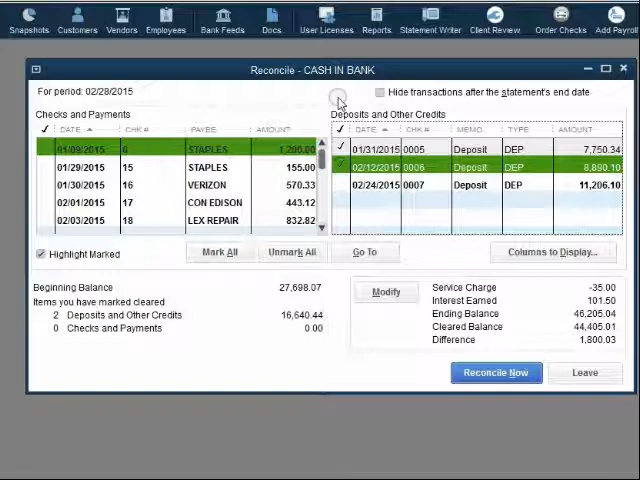 Snapshots Customers Vendors Employees Bank Feeds Docs User Licenses Reports Statement Writer Client Review Order Checks Add Payrol
Reconcile - CASH IN BANK
For period: 02/28/2015
Hide transactions after the statement's end date
Checks and Payments
DATE CHK # PAYEE AMOUNT
01/09/2015 6 STAPLES 1,200.00
01/29/2015 15 STAPLES 155.00
01/30/2015 16 VERIZON 570.33
02/01/2015 17 CON EDISON 443.12
02/03/2015 18 LEX REPAIR 832.82
Deposits and Other Credits
DATE CHK # MEMO TYPE AMOUNT
01/31/2015 0005 Deposit DEP 7,750.34
02/12/2015 0006 Deposit DEP 8,890.10
02/24/2015 0007 Deposit DEP 11,206.10
Highlight Marked
Mark All
Unmark All
Go To
Columns to Display...
Beginning Balance 27,698.07
Items you have marked cleared
2 Deposits and Other Credits 16,640.44
0 Checks and Payments 0.00
Modify
Service Charge -35.00
Interest Earned 101.50
Ending Balance 46,205.04
Cleared Balance 44,405.01
Difference 1,800.03
Reconcile Now
Leave